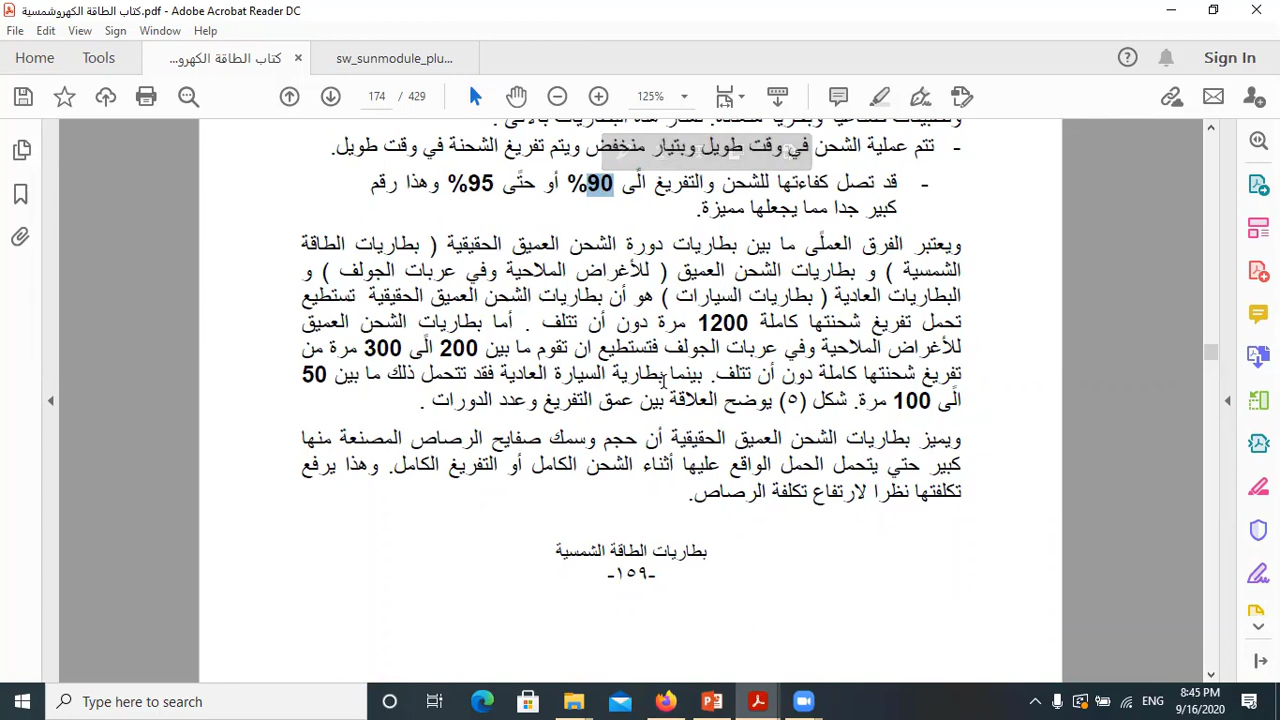 كتاب الطاقة الكهروشمسية.pdf - Adobe Acrobat Reader DC
File Edit View Sign Window Help
Home Tools كتاب الطاقة الكهرو... × sw_sunmodule_plu... Sign In
174 / 429 125%
- تتم عملية الشحن في وقت طويل وبتيار منخفض ويتم تفريغ الشحنة في وقت طويل.
- قد تصل كفاءتها للشحن والتفريغ الًى 90% أو حتًى 95% وهذا رقم
كبير جدا مما يجعلها مميزة.
ويعتبر الفرق العملًى ما بين بطاريات دورة الشحن العميق الحقيقية ( بطاريات الطاقة
الشمسية ) و بطاريات الشحن العميق ( للأغراض الملاحية وفي عربات الجولف ) و
البطاريات العادية ( بطاريات السيارات ) هو أن بطاريات الشحن العميق الحقيقية تستطيع
تحمل تفريغ شحنتها كاملة 1200 مرة دون أن تتلف . أما بطاريات الشحن العميق
للأغراض الملاحية وفي عربات الجولف فتستطيع ان تقوم ما بين 200 الًى 300 مرة من
تفريغ شحنتها كاملة دون أن تتلف. بينما بطارية السيارة العادية فقد تتحمل ذلك ما بين 50
الًى 100 مرة. شكل (٥) يوضح العلاقة بين عمق التفريغ وعدد الدورات .
ويميز بطاريات الشحن العميق الحقيقية أن حجم وسمك صفايح الرصاص المصنعة منها
كبير حتي يتحمل الحمل الواقع عليها أثناء الشحن الكامل أو التفريغ الكامل. وهذا يرفع
تكلفتها نظرا لارتفاع تكلفة الرصاص.
بطاريات الطاقة الشمسية
-١٥٩-
Type here to search ENG 8:45 PM
9/16/2020